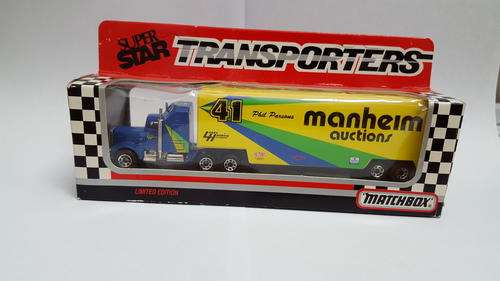 SUPER
STAR
TRANSPORTERS
41
Phil Parsons
manheim
auctions
LIMITED EDITION
MATCHBOX